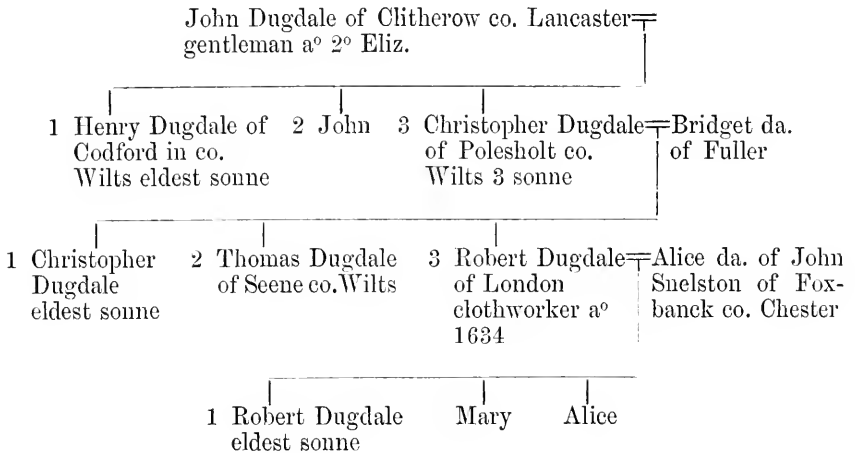 John Dugdale of Clitherow co. Lancaster
gentleman aº 2º Eliz.
1 Henry Dugdale of
Codford in co.
Wilts eldest sonne
2 John
3 Christopher Dugdale
of Polesholt co.
Wilts 3 sonne
Bridget da.
of Fuller
1 Christopher
Dugdale
eldest sonne
2 Thomas Dugdale
of Seene co. Wilts
3 Robert Dugdale
of London
clothworker aº
1634
Alice da. of John
Snelston of Fox-
banck co. Chester
1 Robert Dugdale
eldest sonne
Mary
Alice